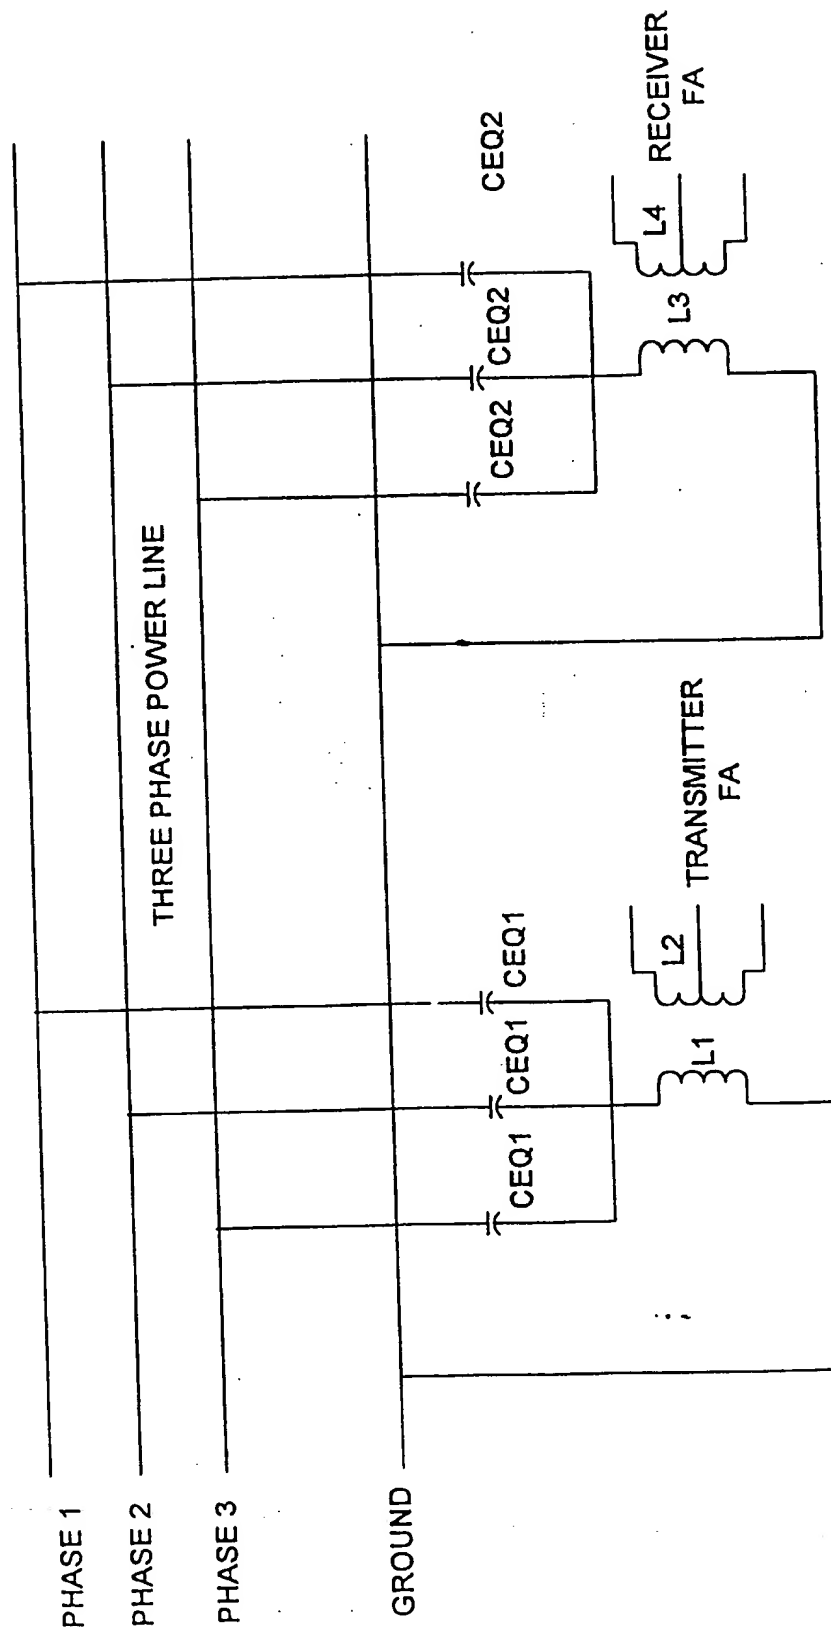 PHASE 1
PHASE 2
PHASE 3
GROUND
THREE PHASE POWER LINE
CEQ1
CEQ1
CEQ1
L1
L2
TRANSMITTER
FA
CEQ2
CEQ2
CEQ2
L3
L4
RECEIVER
FA